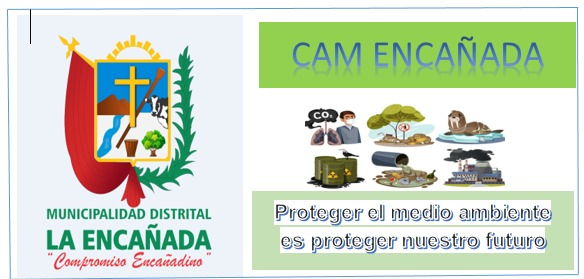 MUNICIPALIDAD DISTRITAL
LA ENCAÑADA
"Compromiso Encañadino"
CAM ENCAÑADA
CO₂
Proteger el medio ambiente
es proteger nuestro futuro